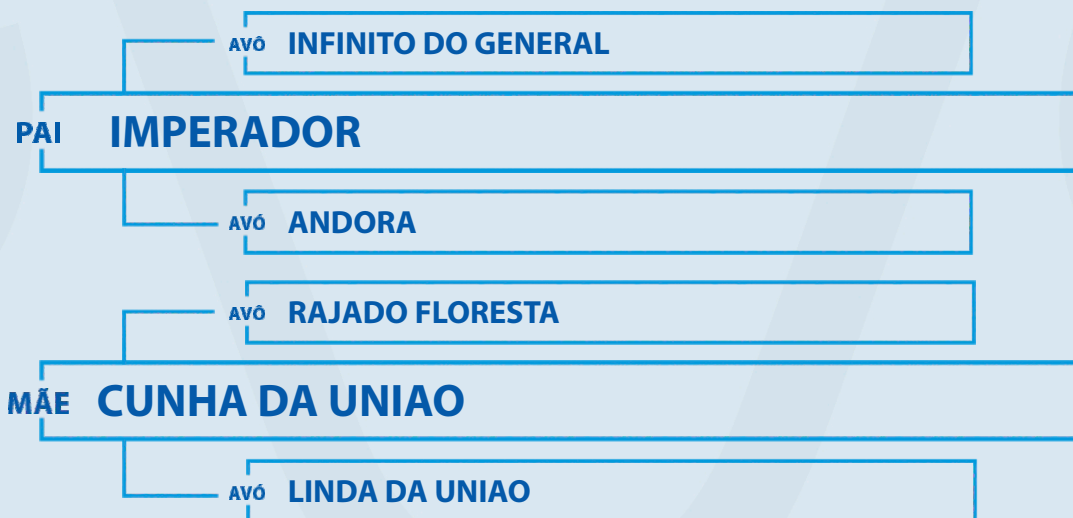 AVÔ INFINITO DO GENERAL
PAI IMPERADOR
AVÓ ANDORA
AVÔ RAJADO FLORESTA
MÃE CUNHA DA UNIAO
AVÓ LINDA DA UNIAO